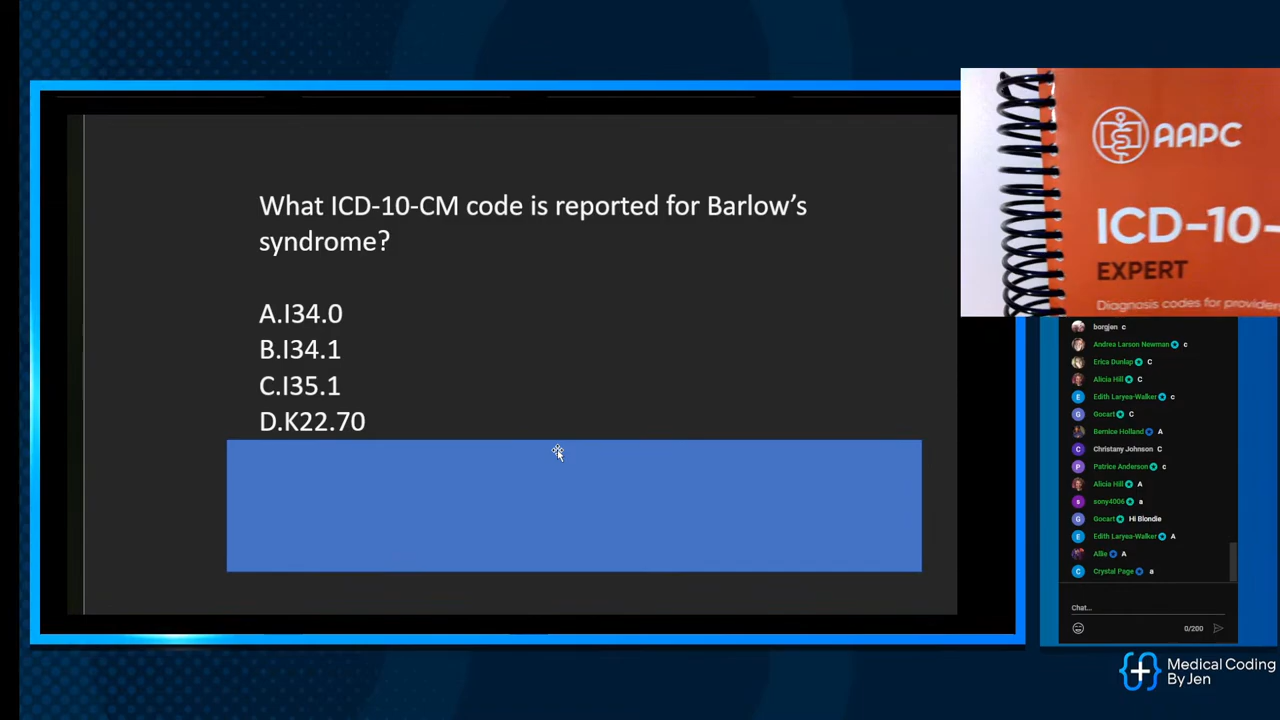 What ICD-10-CM code is reported for Barlow's
syndrome?
A.I34.0
B.I34.1
C.I35.1
D.K22.70
AAPC
ICD-10-
EXPERT
Diagnosis codes for providers
borgjen c
Andrea Larson Newman c
Erica Dunlap C
Alicia Hill C
E Edith Laryea-Walker c
G Gocart C
Bernice Holland A
C Christany Johnson C
P Patrice Anderson c
Alicia Hill A
s sony4006 a
G Gocart Hi Blondie
E Edith Laryea-Walker A
Allie A
C Crystal Page a
Chat...
0/200
Medical Coding
By Jen